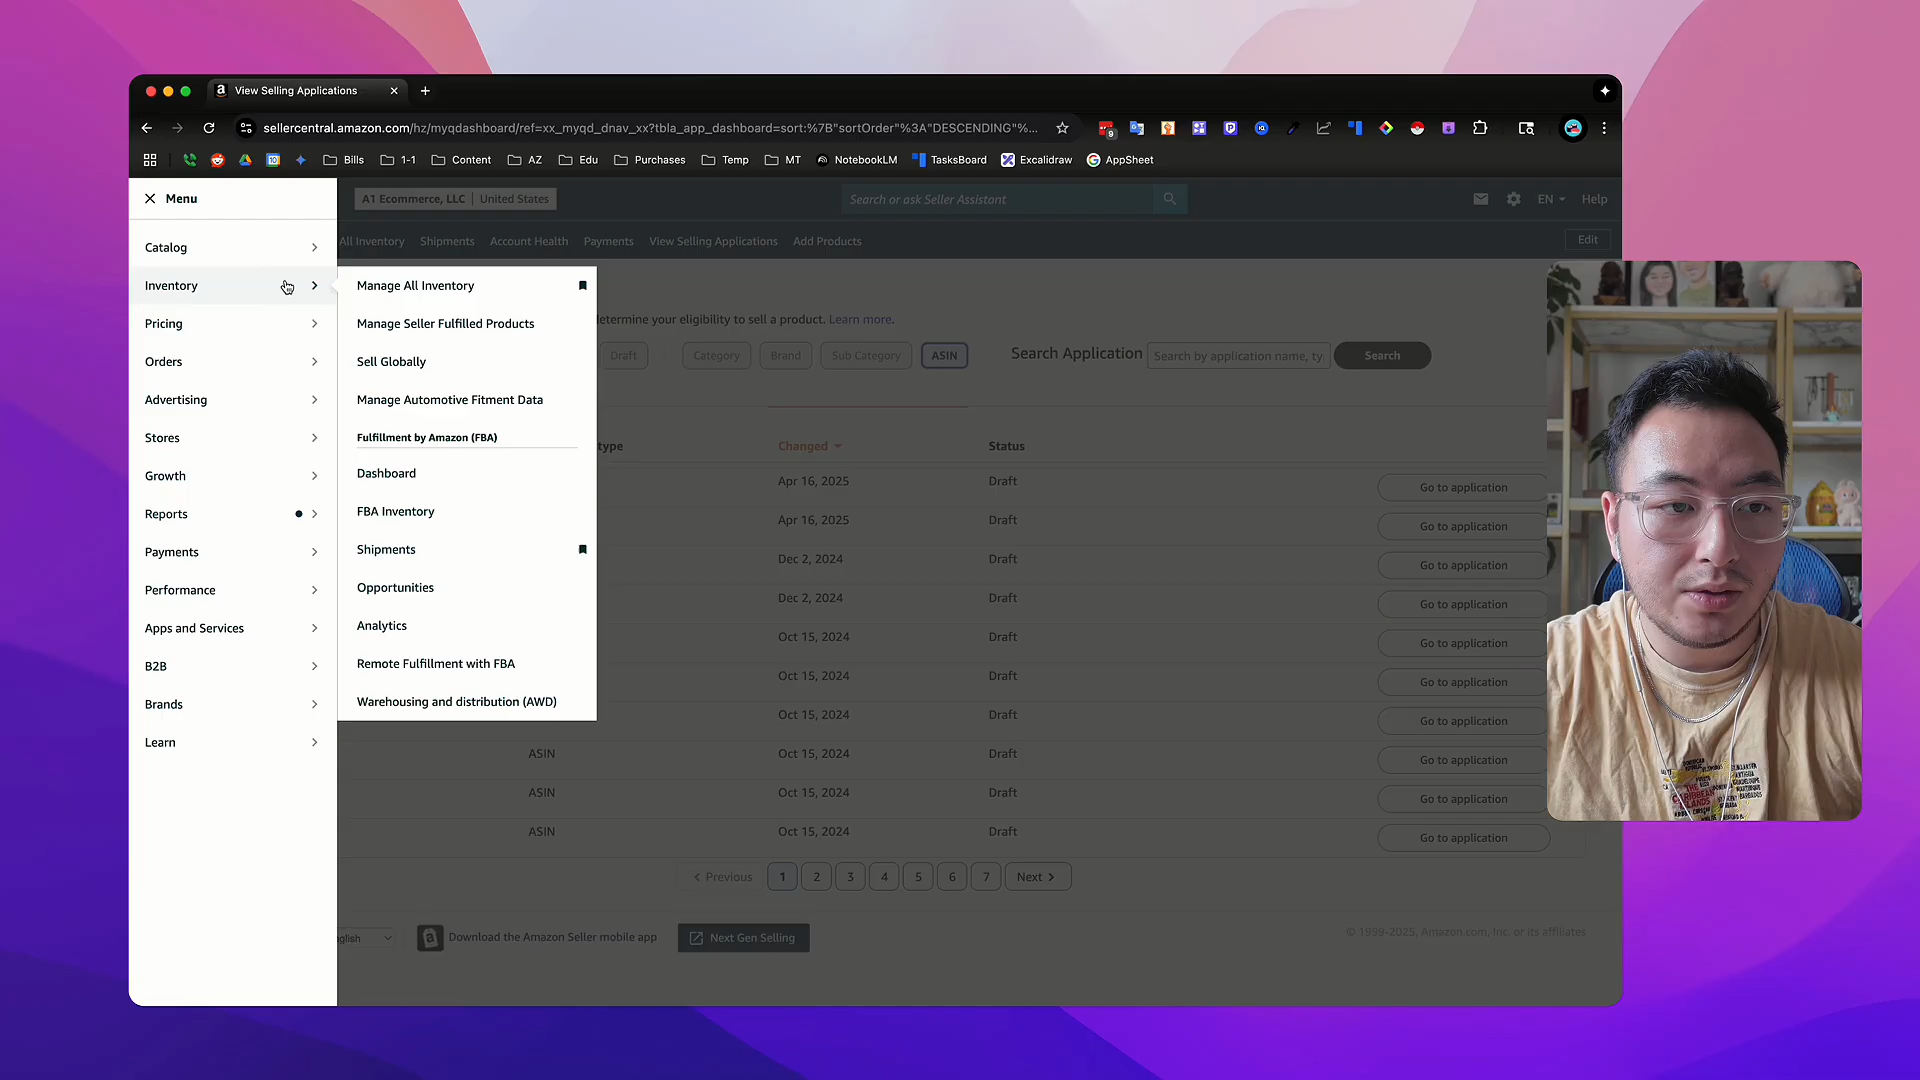 View Selling Applications
sellercentral.amazon.com/hz/myqdashboard/ref=xx_myqd_dnav_xx?tbla_app_dashboard=sort:%7B"sortOrder"%3A"DESCENDING"%...
9
10
Bills
1-1
Content
AZ
Edu
Purchases
Temp
MT
NotebookLM
TasksBoard
Excalidraw
AppSheet
Menu
A1 Ecommerce, LLC | United States
Search or ask Seller Assistant
EN
Help
All Inventory
Shipments
Account Health
Payments
View Selling Applications
Add Products
Edit
Catalog
Inventory
Pricing
Orders
Advertising
Stores
Growth
Reports
Payments
Performance
Apps and Services
B2B
Brands
Learn
Manage All Inventory
Manage Seller Fulfilled Products
Sell Globally
Manage Automotive Fitment Data
Fulfillment by Amazon (FBA)
Dashboard
FBA Inventory
Shipments
Opportunities
Analytics
Remote Fulfillment with FBA
Warehousing and distribution (AWD)
determine your eligibility to sell a product. Learn more.
Draft
Category
Brand
Sub Category
ASIN
Search Application
Search by application name, ty
Search
type
Changed
Status
Apr 16, 2025 Draft Go to application
Apr 16, 2025 Draft Go to application
Dec 2, 2024 Draft Go to application
Dec 2, 2024 Draft Go to application
Oct 15, 2024 Draft Go to application
Oct 15, 2024 Draft Go to application
Oct 15, 2024 Draft Go to application
ASIN Oct 15, 2024 Draft Go to application
ASIN Oct 15, 2024 Draft Go to application
ASIN Oct 15, 2024 Draft Go to application
Previous 1 2 3 4 5 6 7 Next
nglish
Download the Amazon Seller mobile app
Next Gen Selling
© 1999-2025, Amazon.com, Inc. or its affiliates
THE
CARIBBEAN
ISLANDS